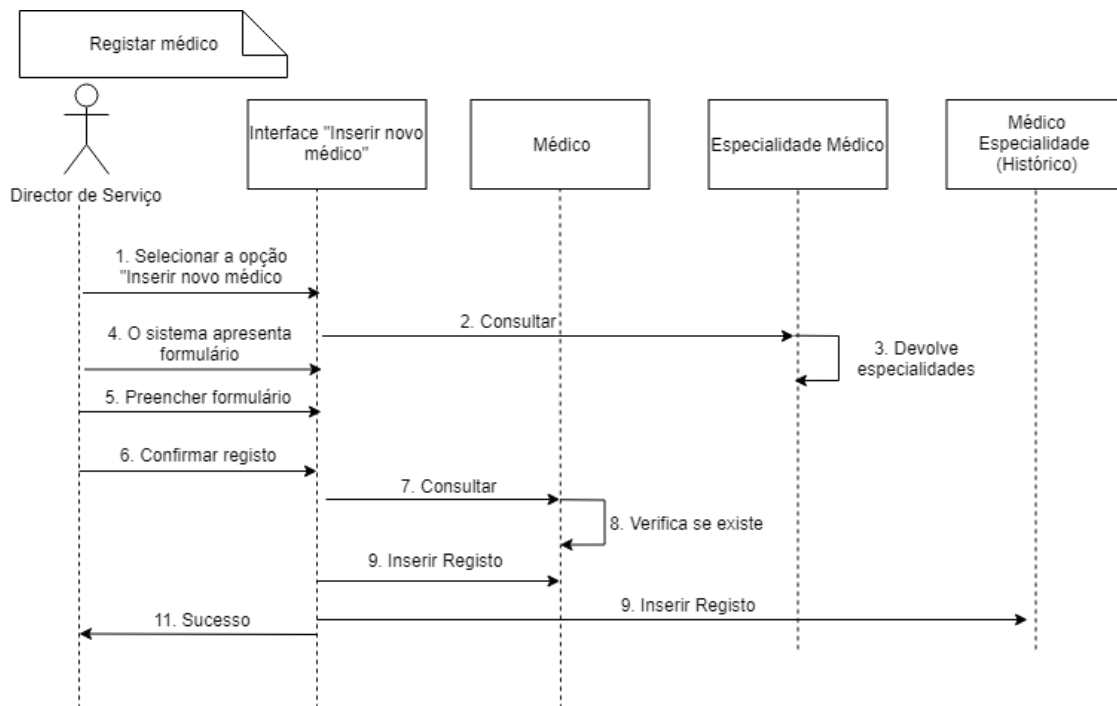 Registar médico
Director de Serviço
Interface "Inserir novo
médico"
Médico
Especialidade Médico
Médico
Especialidade
(Histórico)
1. Selecionar a opção
"Inserir novo médico
2. Consultar
3. Devolve
especialidades
4. O sistema apresenta
formulário
5. Preencher formulário
6. Confirmar registo
7. Consultar
8. Verifica se existe
9. Inserir Registo
9. Inserir Registo
11. Sucesso